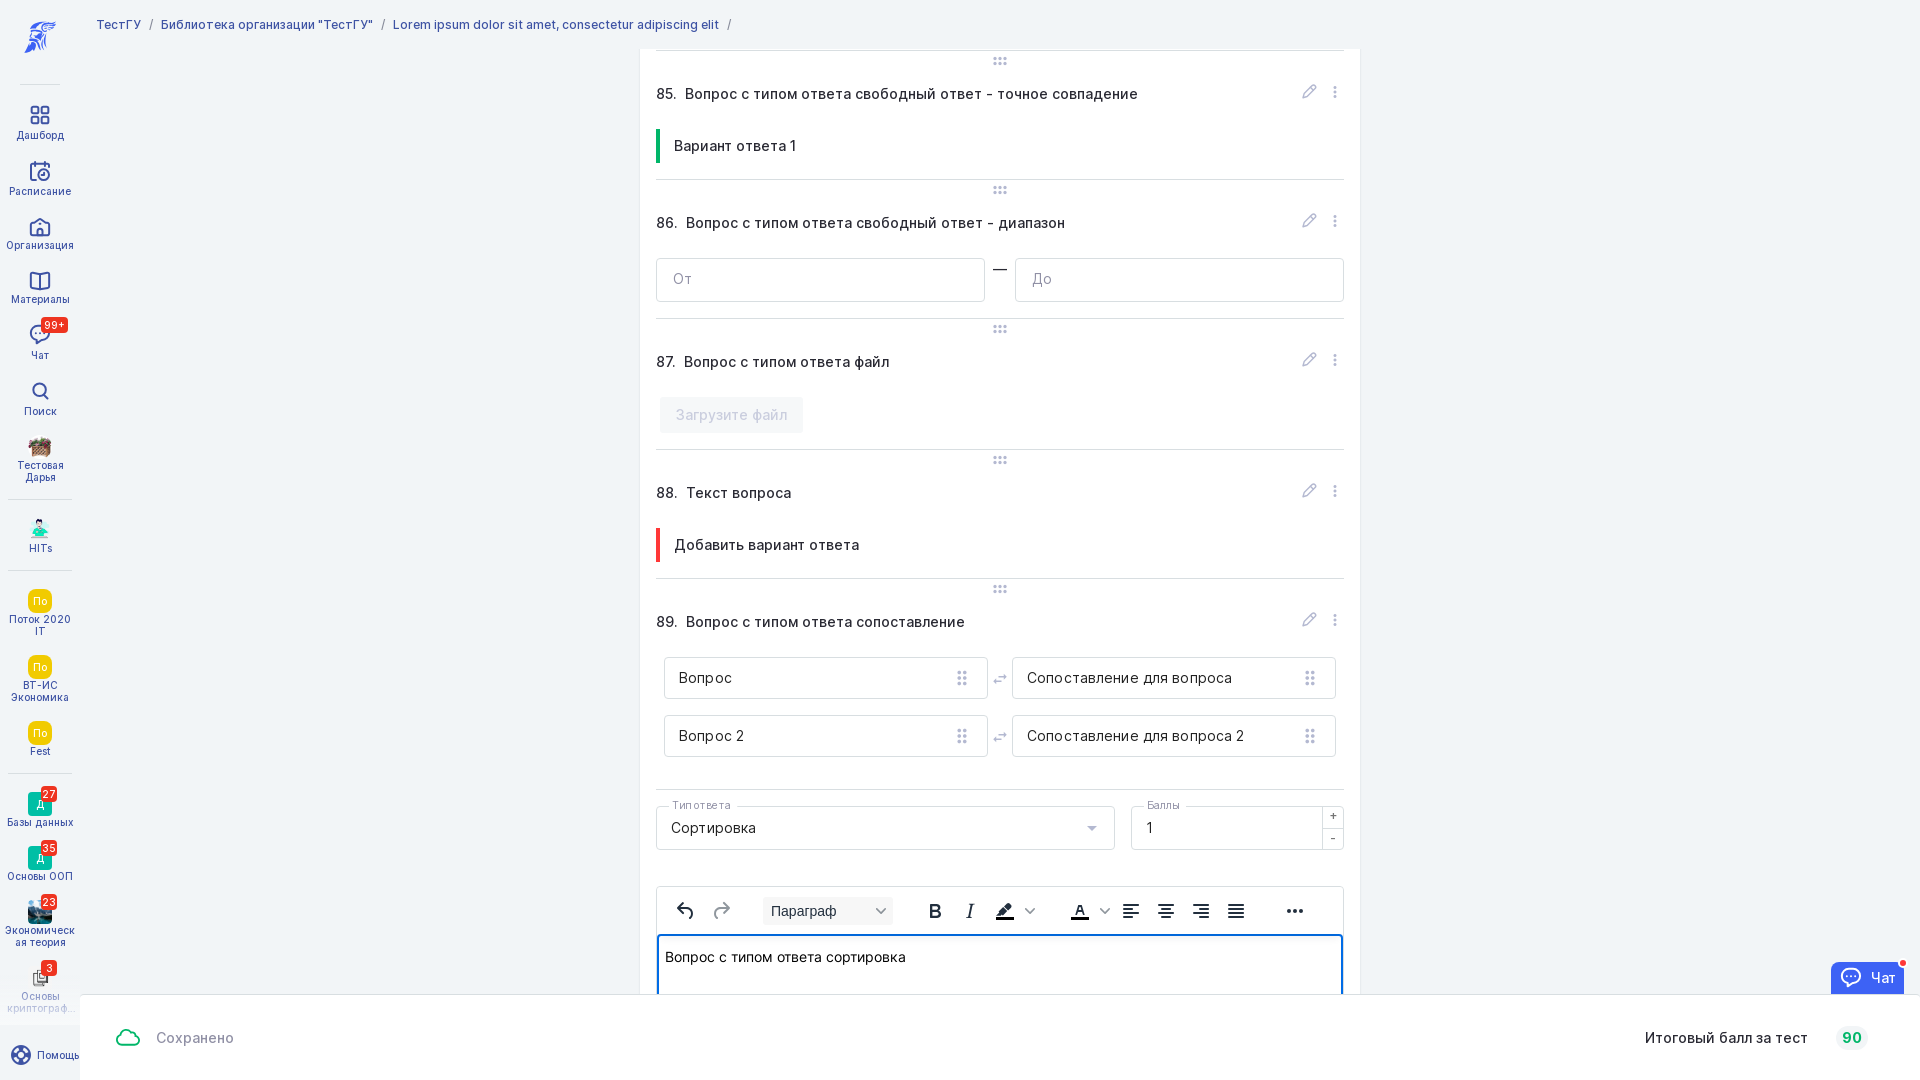 ТестГУ / Библиотека организации "ТестГУ" / Lorem ipsum dolor sit amet, consectetur adipiscing elit /
Дашборд
Расписание
Организация
Материалы
99+
Чат
Поиск
Тестовая
Дарья
HITs
По
Поток 2020
IT
По
ВТ-ИС
Экономика
По
Fest
27
Д
Базы данных
35
Д
Основы ООП
23
Экономическ
ая теория
3
Основы
криптограф...
Помощь
85. Вопрос с типом ответа свободный ответ - точное совпадение
Вариант ответа 1
86. Вопрос с типом ответа свободный ответ - диапазон
От — До
87. Вопрос с типом ответа файл
Загрузите файл
88. Текст вопроса
Добавить вариант ответа
89. Вопрос с типом ответа сопоставление
Вопрос Сопоставление для вопроса
Вопрос 2 Сопоставление для вопроса 2
Тип ответа Баллы
Сортировка 1 + -
Параграф B I A
Вопрос с типом ответа сортировка
Чат
Сохранено Итоговый балл за тест 90